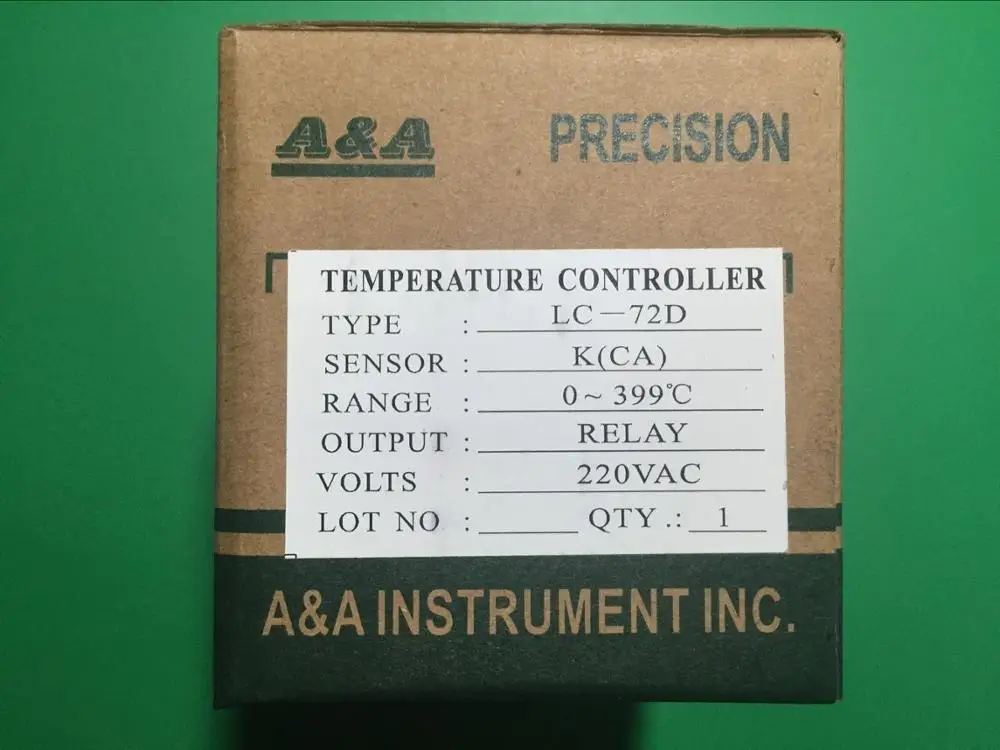 A&A PRECISION
TEMPERATURE CONTROLLER
TYPE : LC—72D
SENSOR : K(CA)
RANGE : 0~399℃
OUTPUT : RELAY
VOLTS : 220VAC
LOT NO : QTY.: 1
A&A INSTRUMENT INC.